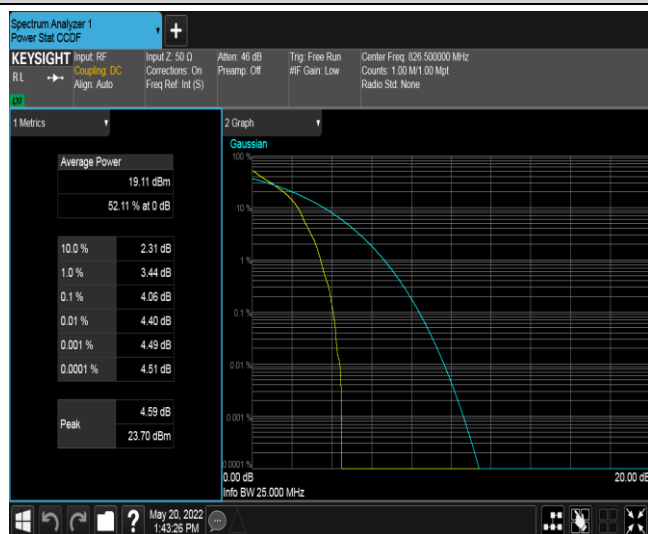 Spectrum Analyzer 1
Power Stat CCDF
+
KEYSIGHT Input: RF
RL Coupling: DC
Align: Auto
LXI
Input Z: 50 Ω
Corrections: On
Freq Ref: Int (S)
Atten: 46 dB
Preamp: Off
Trig: Free Run
#IF Gain: Low
Center Freq: 826.500000 MHz
Counts: 1.00 M/1.00 Mpt
Radio Std: None
1 Metrics
Average Power
19.11 dBm
52.11 % at 0 dB
10.0 % 2.31 dB
1.0 % 3.44 dB
0.1 % 4.06 dB
0.01 % 4.40 dB
0.001 % 4.49 dB
0.0001 % 4.51 dB
Peak
4.59 dB
23.70 dBm
2 Graph
Gaussian
100 %
10 %
1 %
0.1 %
0.01 %
0.001 %
0.0001 %
0.00 dB 20.00 dB
Info BW 25.000 MHz
? May 20, 2022
1:43:26 PM